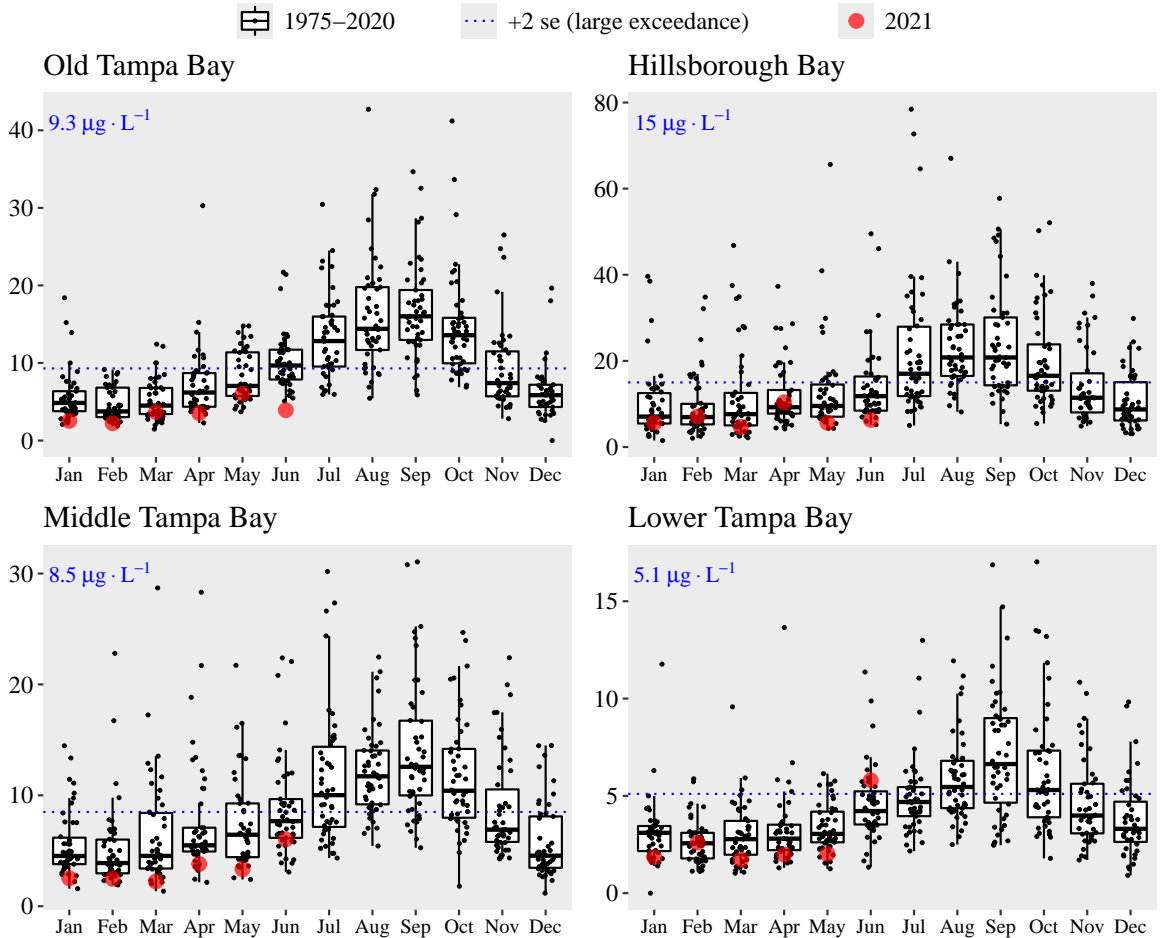 1975−2020 +2 se (large exceedance) 2021
Old Tampa Bay
9.3 μg · L⁻¹
40
30
20
10
0
Jan Feb Mar Apr May Jun Jul Aug Sep Oct Nov Dec
Hillsborough Bay
15 μg · L⁻¹
80
60
40
20
0
Jan Feb Mar Apr May Jun Jul Aug Sep Oct Nov Dec
Middle Tampa Bay
8.5 μg · L⁻¹
30
20
10
0
Jan Feb Mar Apr May Jun Jul Aug Sep Oct Nov Dec
Lower Tampa Bay
5.1 μg · L⁻¹
15
10
5
0
Jan Feb Mar Apr May Jun Jul Aug Sep Oct Nov Dec